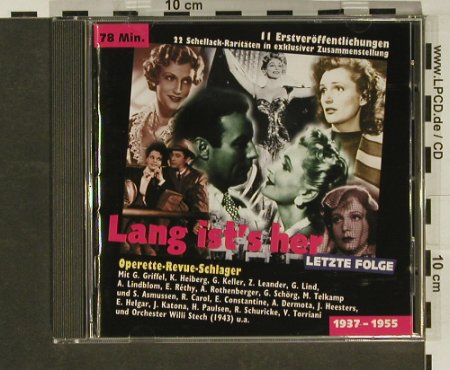 10 cm
78 Min.
11 Erstveröffentlichungen
22 Schellack-Raritäten in exklusiver Zusammenstellung
Lang ist's her
LETZTE FOLGE
Operette-Revue-Schlager
Mit G. Griffel, K. Heiberg, G. Keller, Z. Leander, G. Lind,
A. Lindblom, E. Réthy, A. Rothenberger, G. Schörg, M. Telkamp
und S. Asmussen, R. Carol, E. Constantine, A. Dermota, J. Heesters,
E. Helgar, J. Katona, H. Paulsen, R. Schuricke, V. Torriani
und Orchester Willi Stech (1943) u.a.
1937-1955
10 cm
www.LPCD.de / CD
10 cm